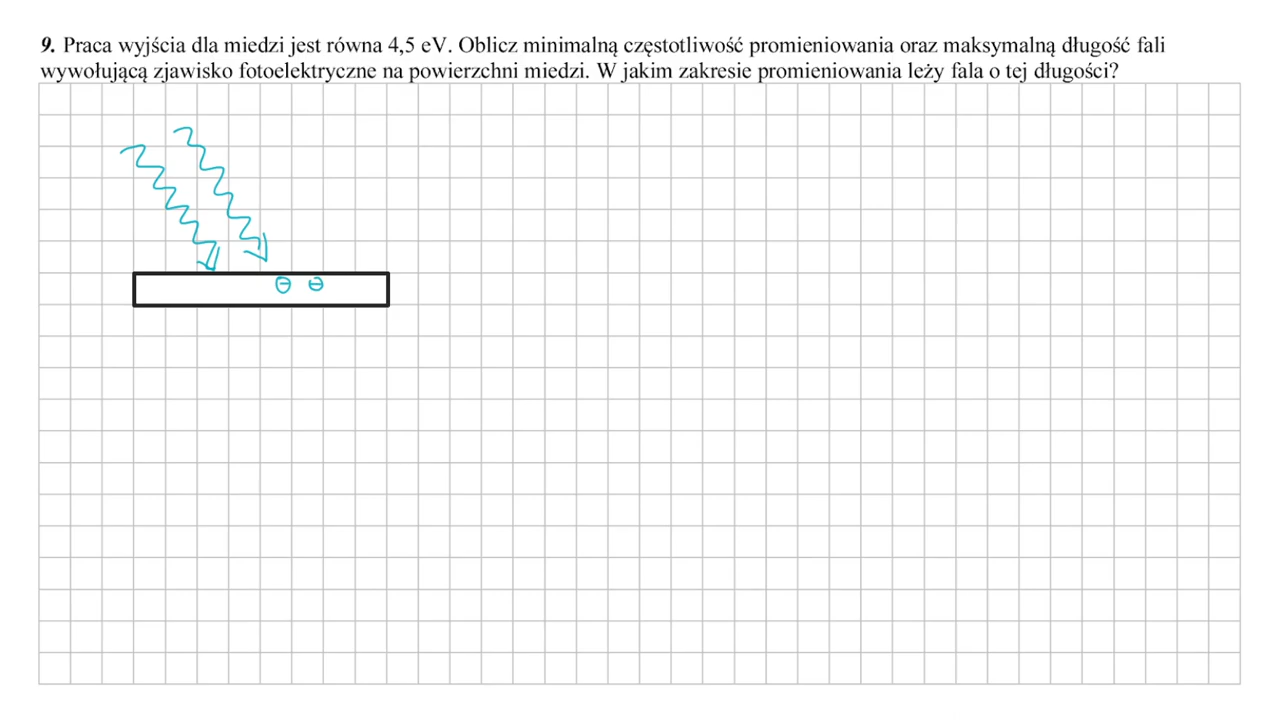 9. Praca wyjścia dla miedzi jest równa 4,5 eV. Oblicz minimalną częstotliwość promieniowania oraz maksymalną długość fali
wywołującą zjawisko fotoelektryczne na powierzchni miedzi. W jakim zakresie promieniowania leży fala o tej długości?